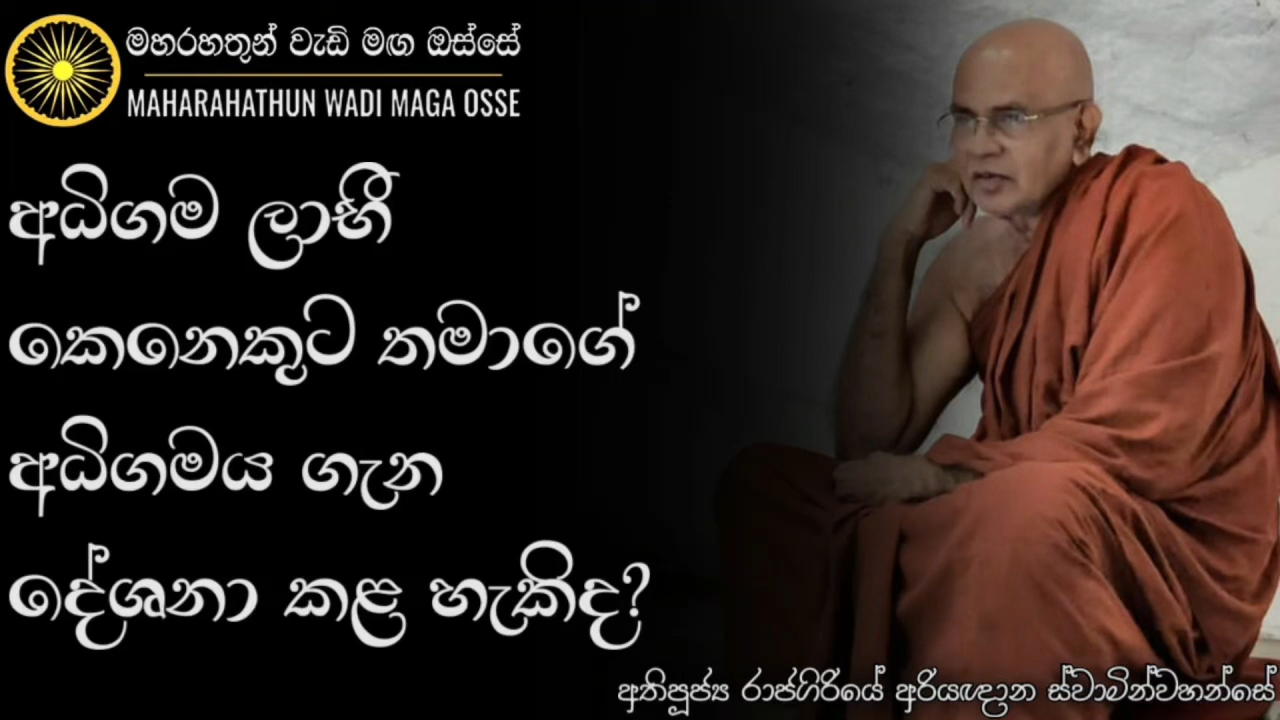 මහරහතුන් වැඩි මඟ ඔස්සේ
MAHARAHATHUN WADI MAGA OSSE
අධිගම ලාභී
කෙනෙකුට තමාගේ
අධිගමය ගැන
දේශනා කළ හැකිද?
අතිපූජ්‍ය රාජගිරියේ අරියඥාන ස්වාමින්වහන්සේ